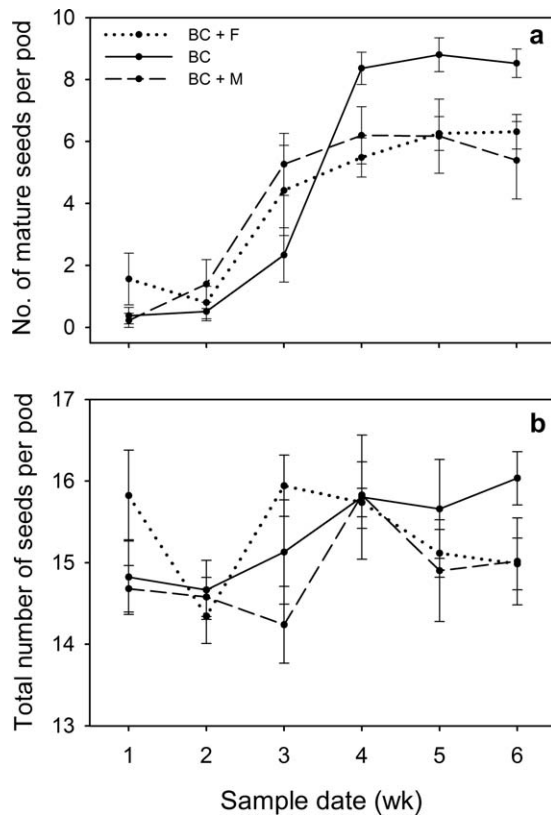 a
BC + F
BC
BC + M
10
8
6
4
2
0
No. of mature seeds per pod
b
17
16
15
14
13
Total number of seeds per pod
1 2 3 4 5 6
Sample date (wk)